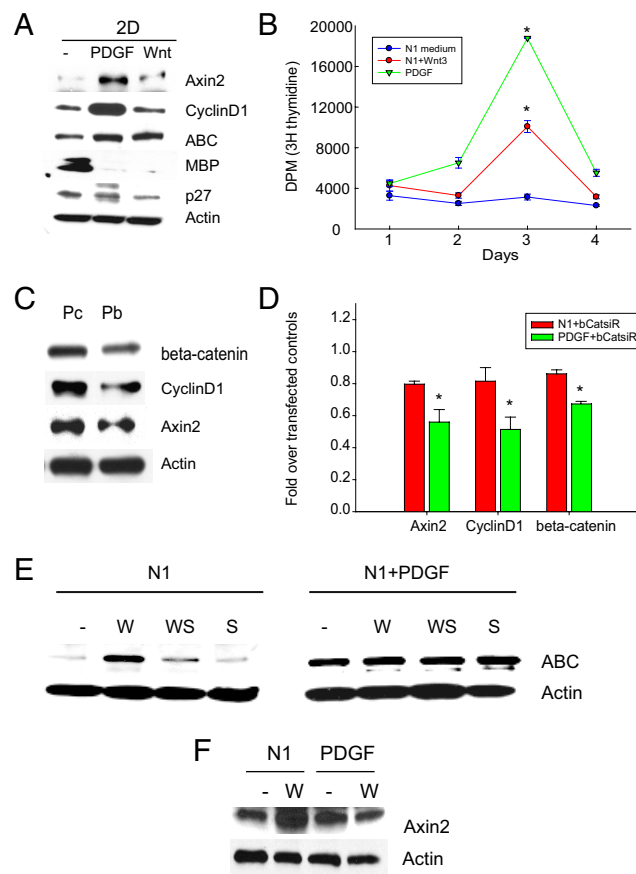 A
2D
- PDGF Wnt
Axin2
CyclinD1
ABC
MBP
p27
Actin
B
20000
16000
12000
8000
4000
0
DPM (3H thymidine)
N1 medium
N1+Wnt3
PDGF
*
*
1 2 3 4
Days
C
Pc Pb
beta-catenin
CyclinD1
Axin2
Actin
D
1.2
1.0
0.8
0.6
0.4
0.2
0.0
Fold over transfected controls
N1+bCatsiR
PDGF+bCatsiR
* * *
Axin2 CyclinD1 beta-catenin
E
N1 N1+PDGF
- W WS S - W WS S
ABC
Actin
F
N1 PDGF
- W - W
Axin2
Actin